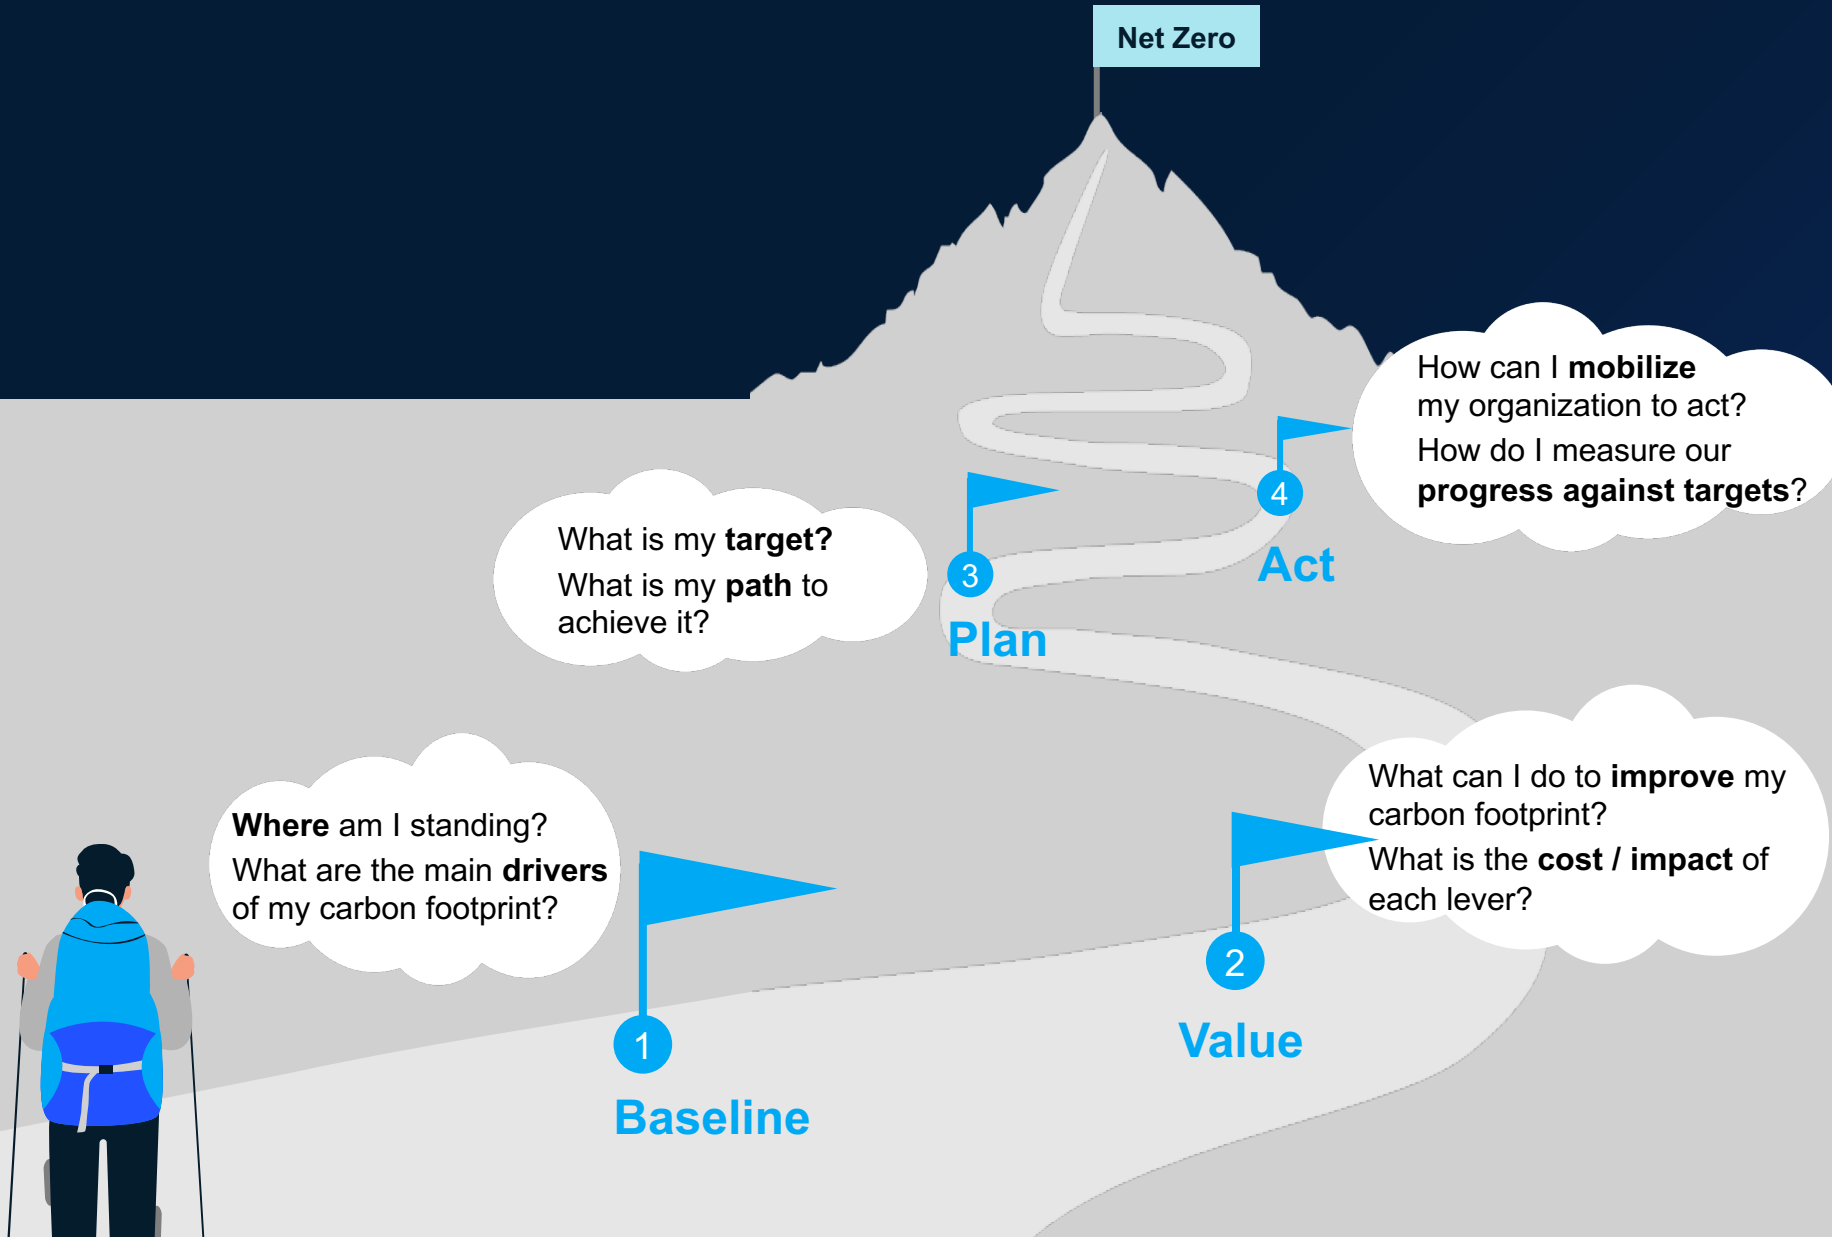 Net Zero
How can I mobilize
my organization to act?
How do I measure our
progress against targets?
4
Act
What is my target?
What is my path to
achieve it?
3
Plan
What can I do to improve my
carbon footprint?
What is the cost / impact of
each lever?
2
Value
Where am I standing?
What are the main drivers
of my carbon footprint?
1
Baseline